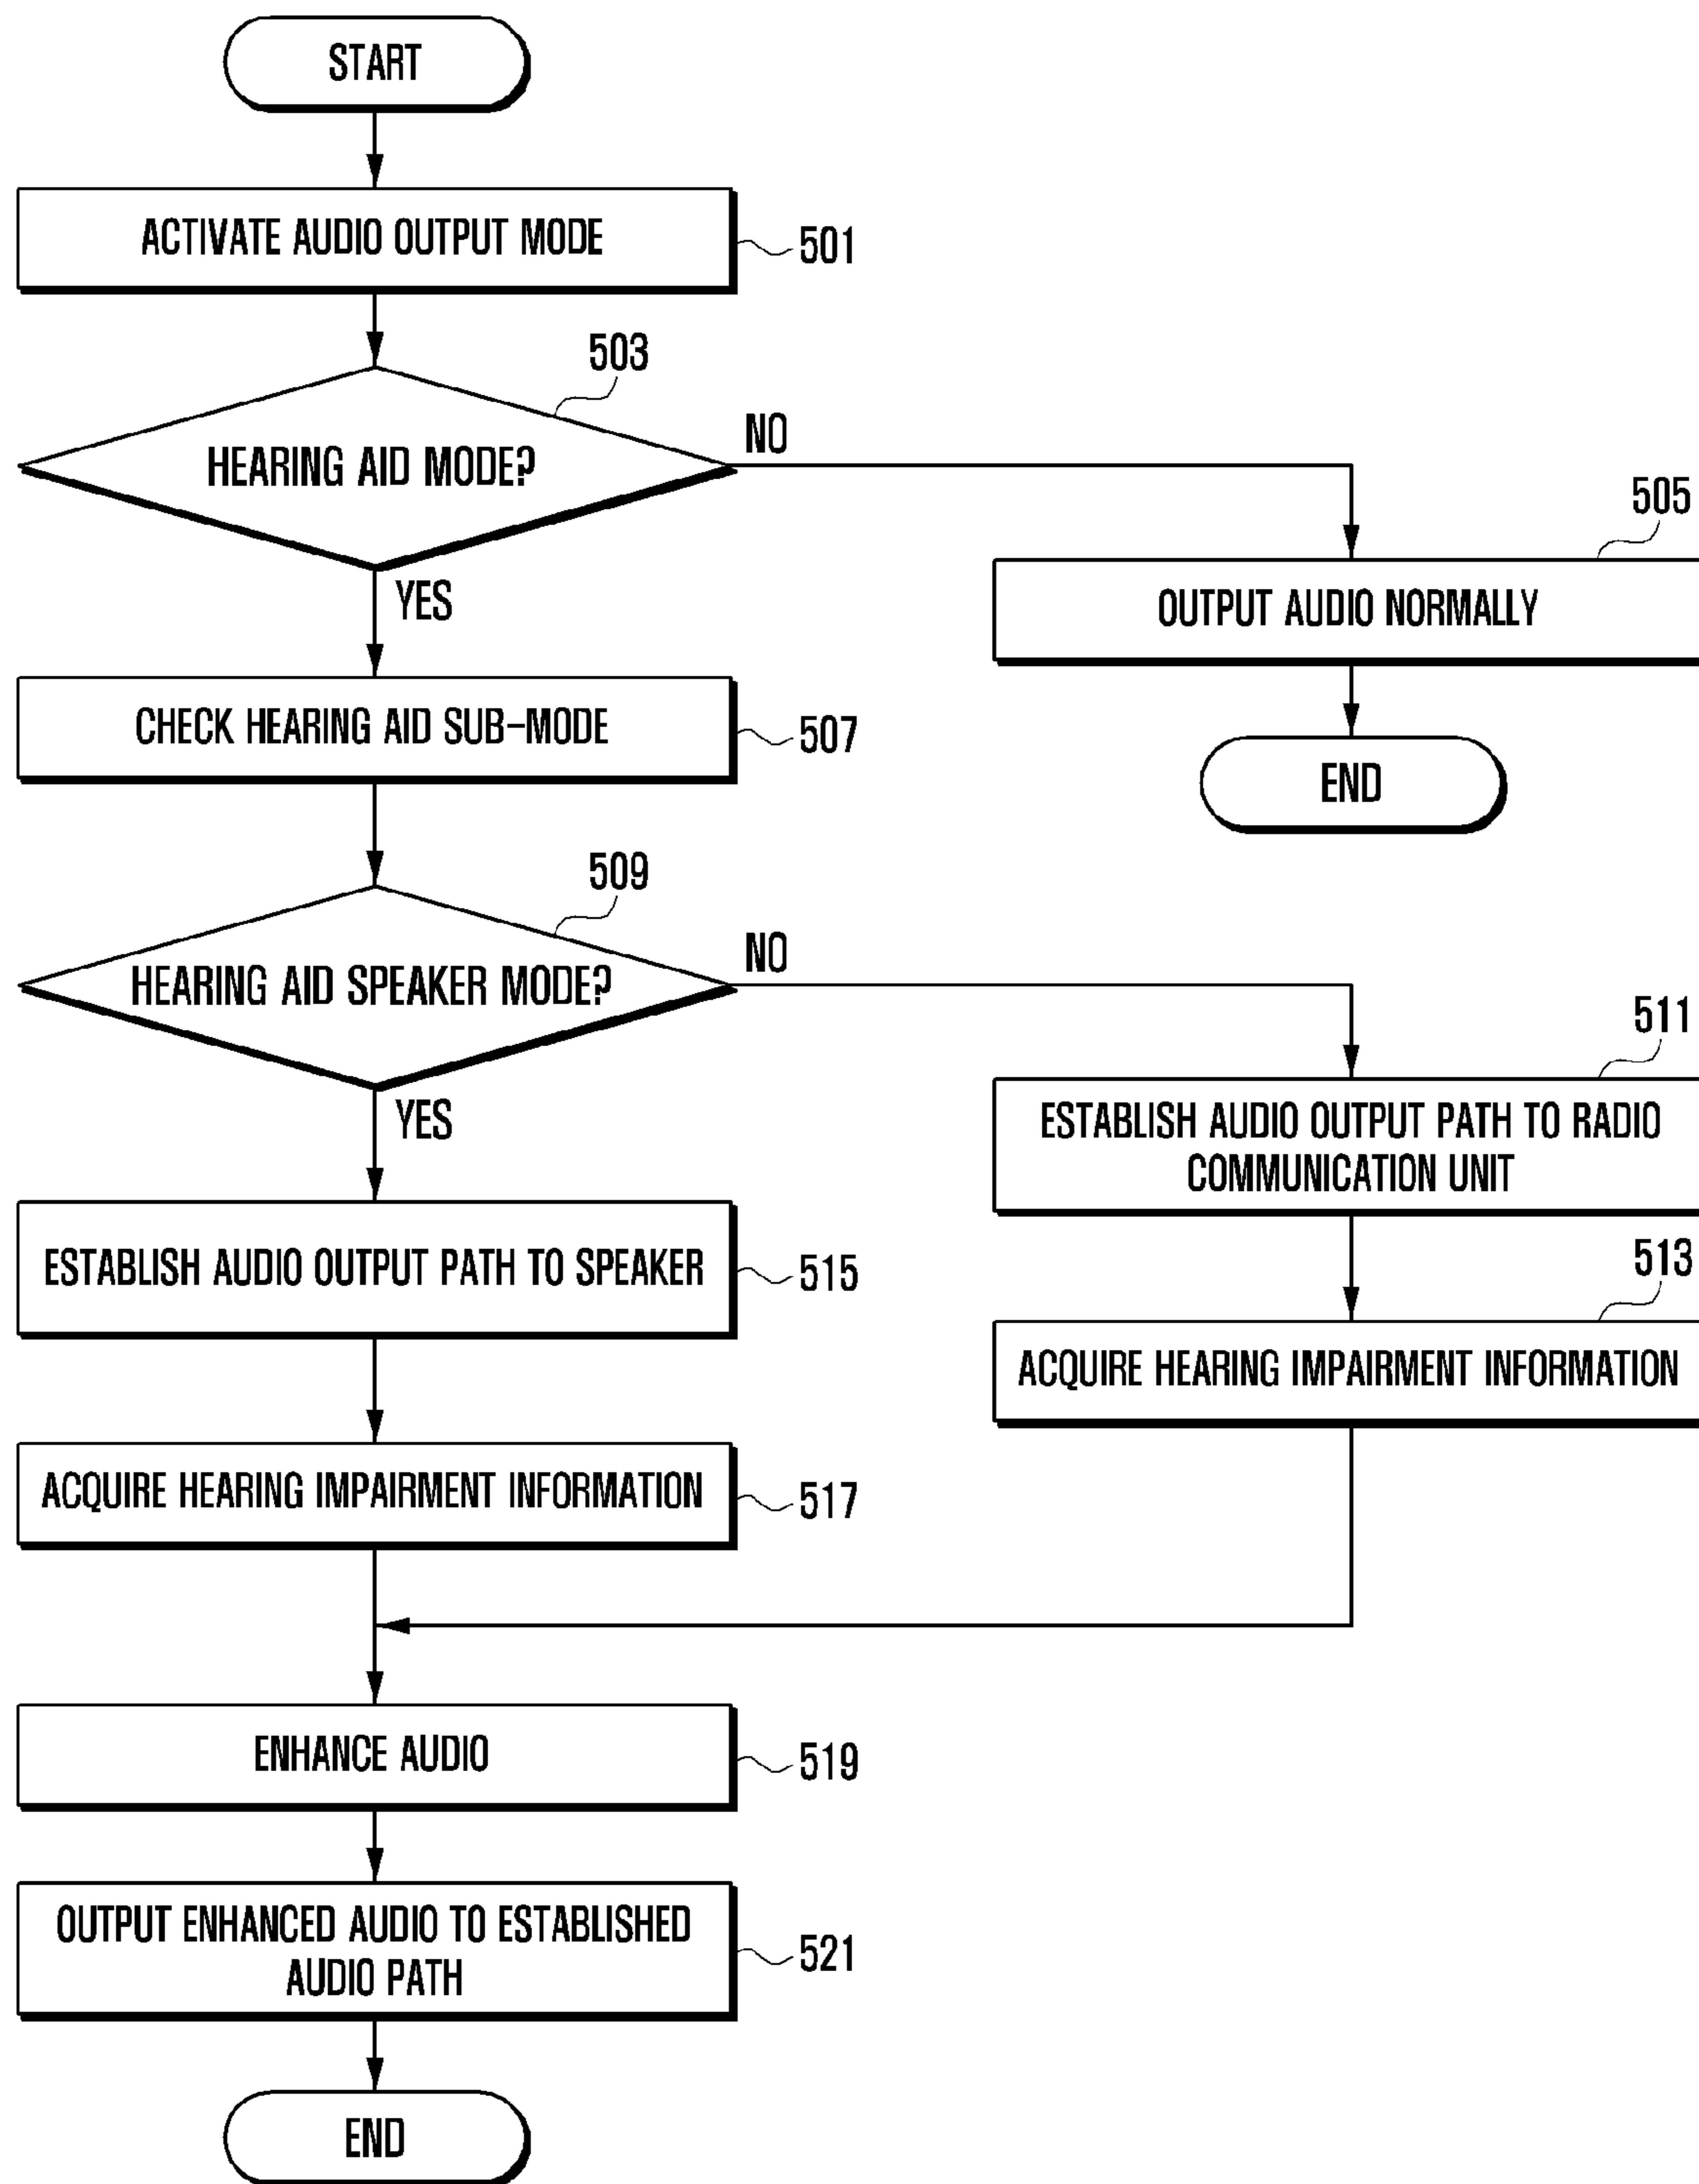 START
ACTIVATE AUDIO OUTPUT MODE
501
503
HEARING AID MODE?
NO
YES
505
OUTPUT AUDIO NORMALLY
END
CHECK HEARING AID SUB-MODE
507
509
HEARING AID SPEAKER MODE?
NO
YES
511
ESTABLISH AUDIO OUTPUT PATH TO RADIO
COMMUNICATION UNIT
513
ACQUIRE HEARING IMPAIRMENT INFORMATION
ESTABLISH AUDIO OUTPUT PATH TO SPEAKER
515
ACQUIRE HEARING IMPAIRMENT INFORMATION
517
ENHANCE AUDIO
519
OUTPUT ENHANCED AUDIO TO ESTABLISHED
AUDIO PATH
521
END